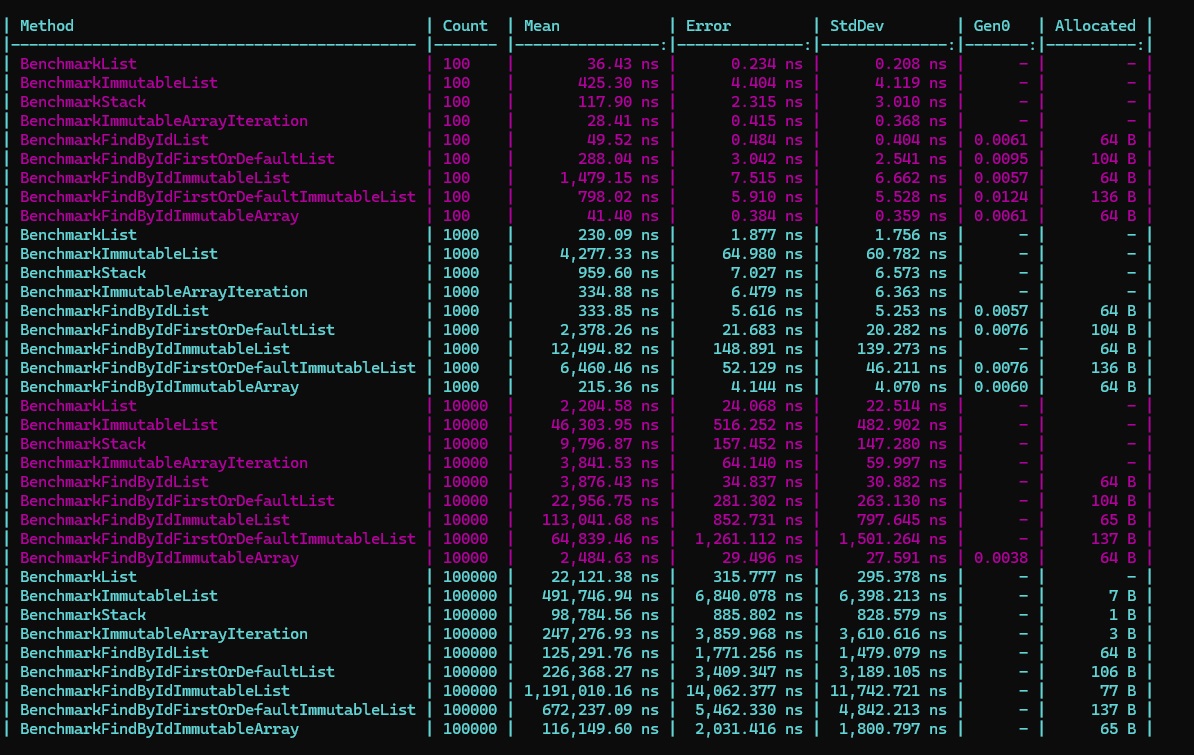 | Method | Count | Mean | Error | StdDev | Gen0 | Allocated |
|-------------------------------------------- |------- |----------------:|--------------:|--------------:|-------:|----------:|
| BenchmarkList | 100 | 36.43 ns | 0.234 ns | 0.208 ns | - | - |
| BenchmarkImmutableList | 100 | 425.30 ns | 4.404 ns | 4.119 ns | - | - |
| BenchmarkStack | 100 | 117.90 ns | 2.315 ns | 3.010 ns | - | - |
| BenchmarkImmutableArrayIteration | 100 | 28.41 ns | 0.415 ns | 0.368 ns | - | - |
| BenchmarkFindByIdList | 100 | 49.52 ns | 0.484 ns | 0.404 ns | 0.0061 | 64 B |
| BenchmarkFindByIdFirstOrDefaultList | 100 | 288.04 ns | 3.042 ns | 2.541 ns | 0.0095 | 104 B |
| BenchmarkFindByIdImmutableList | 100 | 1,479.15 ns | 7.515 ns | 6.662 ns | 0.0057 | 64 B |
| BenchmarkFindByIdFirstOrDefaultImmutableList | 100 | 798.02 ns | 5.910 ns | 5.528 ns | 0.0124 | 136 B |
| BenchmarkFindByIdImmutableArray | 100 | 41.40 ns | 0.384 ns | 0.359 ns | 0.0061 | 64 B |
| BenchmarkList | 1000 | 230.09 ns | 1.877 ns | 1.756 ns | - | - |
| BenchmarkImmutableList | 1000 | 4,277.33 ns | 64.980 ns | 60.782 ns | - | - |
| BenchmarkStack | 1000 | 959.60 ns | 7.027 ns | 6.573 ns | - | - |
| BenchmarkImmutableArrayIteration | 1000 | 334.88 ns | 6.479 ns | 6.363 ns | - | - |
| BenchmarkFindByIdList | 1000 | 333.85 ns | 5.616 ns | 5.253 ns | 0.0057 | 64 B |
| BenchmarkFindByIdFirstOrDefaultList | 1000 | 2,378.26 ns | 21.683 ns | 20.282 ns | 0.0076 | 104 B |
| BenchmarkFindByIdImmutableList | 1000 | 12,494.82 ns | 148.891 ns | 139.273 ns | - | 64 B |
| BenchmarkFindByIdFirstOrDefaultImmutableList | 1000 | 6,460.46 ns | 52.129 ns | 46.211 ns | 0.0076 | 136 B |
| BenchmarkFindByIdImmutableArray | 1000 | 215.36 ns | 4.144 ns | 4.070 ns | 0.0060 | 64 B |
| BenchmarkList | 10000 | 2,204.58 ns | 24.068 ns | 22.514 ns | - | - |
| BenchmarkImmutableList | 10000 | 46,303.95 ns | 516.252 ns | 482.902 ns | - | - |
| BenchmarkStack | 10000 | 9,796.87 ns | 157.452 ns | 147.280 ns | - | - |
| BenchmarkImmutableArrayIteration | 10000 | 3,841.53 ns | 64.140 ns | 59.997 ns | - | - |
| BenchmarkFindByIdList | 10000 | 3,876.43 ns | 34.837 ns | 30.882 ns | - | 64 B |
| BenchmarkFindByIdFirstOrDefaultList | 10000 | 22,956.75 ns | 281.302 ns | 263.130 ns | - | 104 B |
| BenchmarkFindByIdImmutableList | 10000 | 113,041.68 ns | 852.731 ns | 797.645 ns | - | 65 B |
| BenchmarkFindByIdFirstOrDefaultImmutableList | 10000 | 64,839.46 ns | 1,261.112 ns | 1,501.264 ns | - | 137 B |
| BenchmarkFindByIdImmutableArray | 10000 | 2,484.63 ns | 29.496 ns | 27.591 ns | 0.0038 | 64 B |
| BenchmarkList | 100000 | 22,121.38 ns | 315.777 ns | 295.378 ns | - | - |
| BenchmarkImmutableList | 100000 | 491,746.94 ns | 6,840.078 ns | 6,398.213 ns | - | 7 B |
| BenchmarkStack | 100000 | 98,784.56 ns | 885.802 ns | 828.579 ns | - | 1 B |
| BenchmarkImmutableArrayIteration | 100000 | 247,276.93 ns | 3,859.968 ns | 3,610.616 ns | - | 3 B |
| BenchmarkFindByIdList | 100000 | 125,291.76 ns | 1,771.256 ns | 1,479.079 ns | - | 64 B |
| BenchmarkFindByIdFirstOrDefaultList | 100000 | 226,368.27 ns | 3,409.347 ns | 3,189.105 ns | - | 106 B |
| BenchmarkFindByIdImmutableList | 100000 | 1,191,010.16 ns | 14,062.377 ns | 11,742.721 ns | - | 77 B |
| BenchmarkFindByIdFirstOrDefaultImmutableList | 100000 | 672,237.09 ns | 5,462.330 ns | 4,842.213 ns | - | 137 B |
| BenchmarkFindByIdImmutableArray | 100000 | 116,149.60 ns | 2,031.416 ns | 1,800.797 ns | - | 65 B |